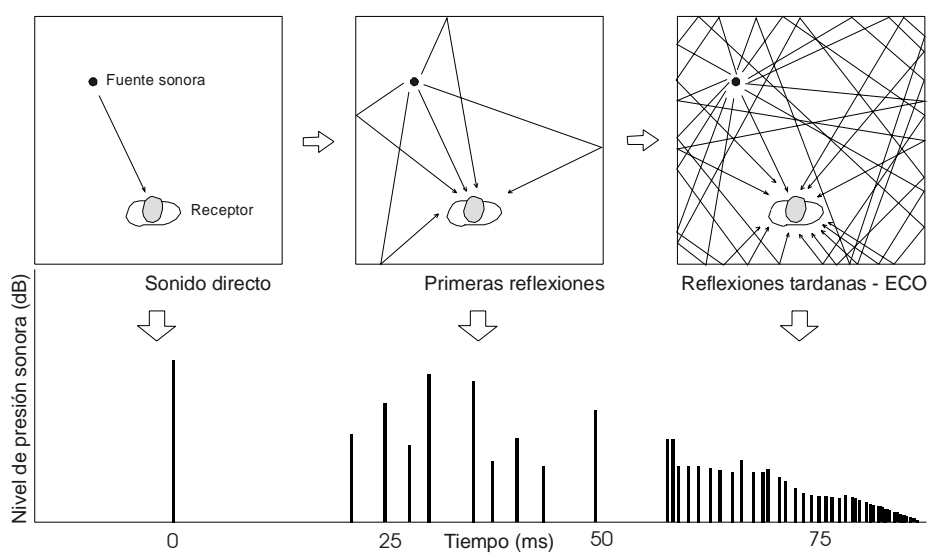 Fuente sonora
Receptor
Sonido directo
Primeras reflexiones
Reflexiones tardanas - ECO
Nivel de presión sonora (dB)
0
25
Tiempo (ms)
50
75